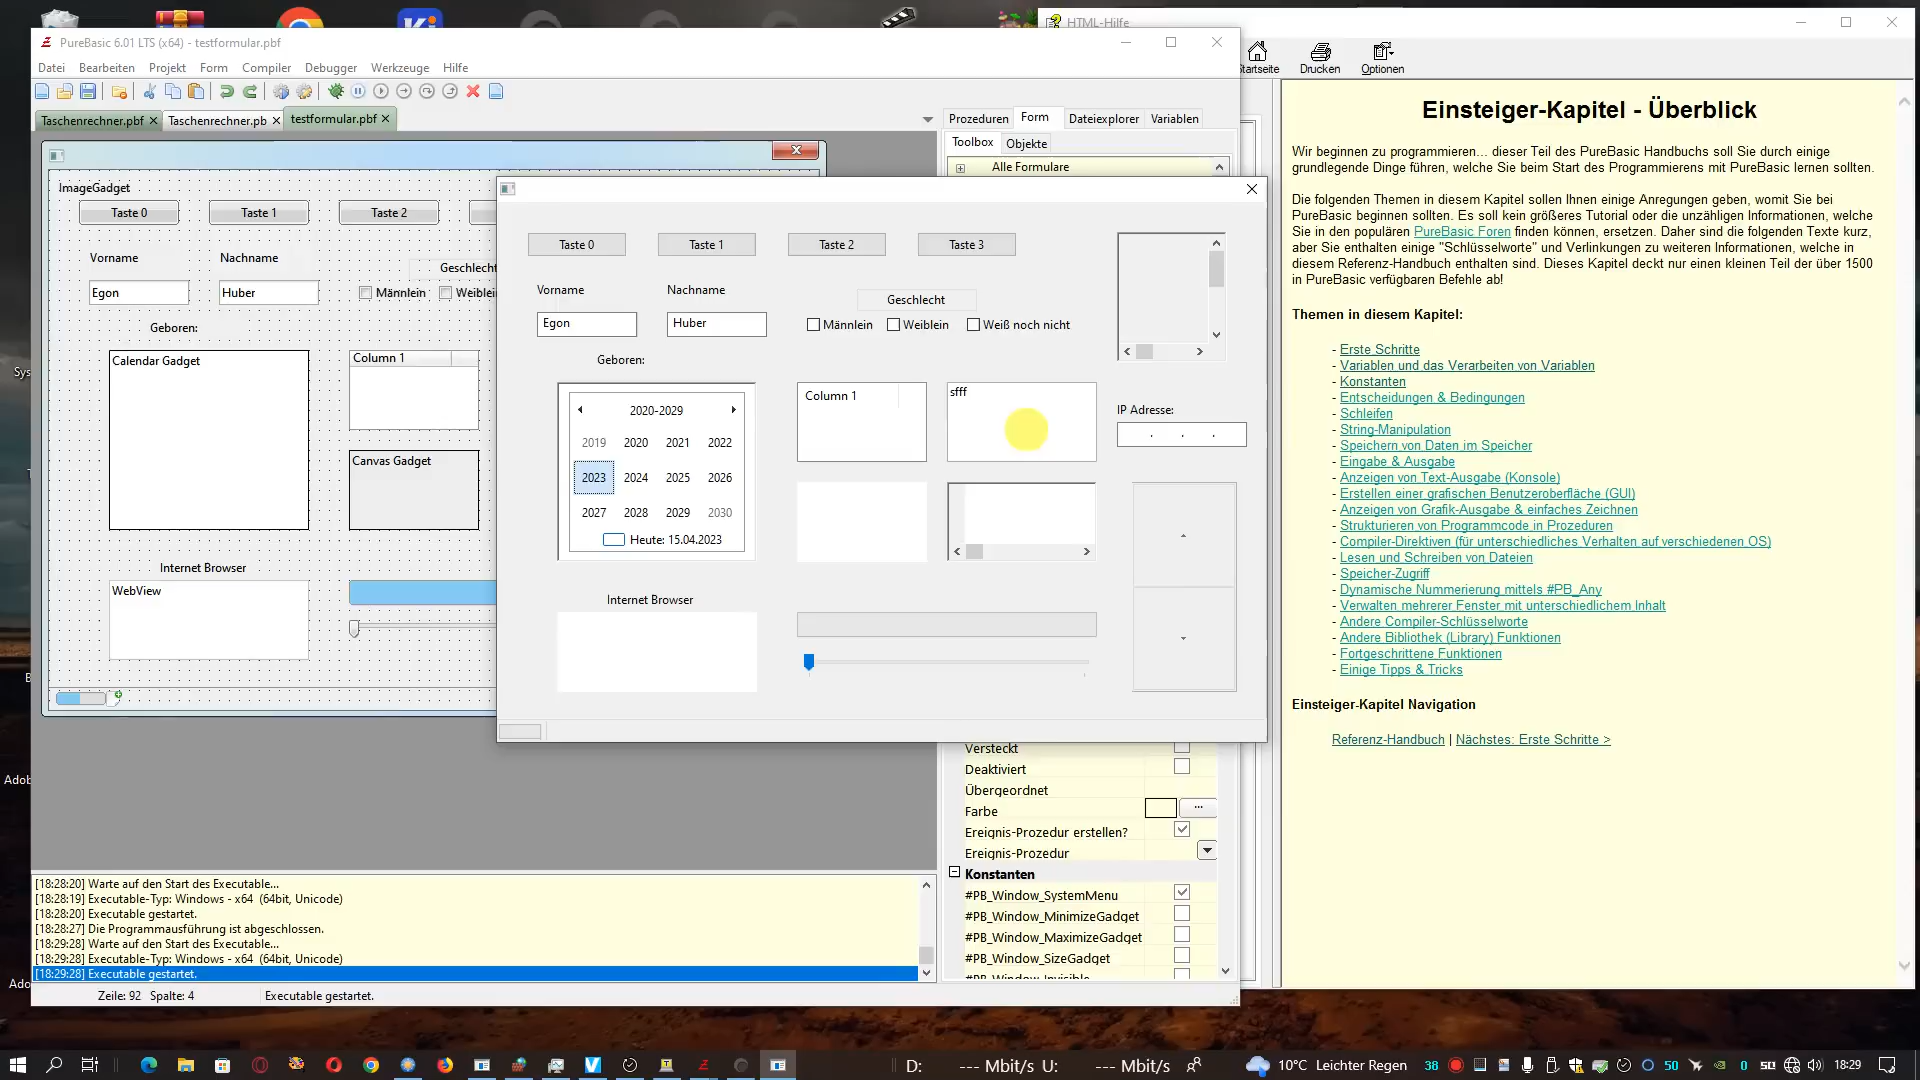 HTML-Hilfe
PureBasic 6.01 LTS (x64) - testformular.pbf
Datei Bearbeiten Projekt Form Compiler Debugger Werkzeuge Hilfe
Startseite Drucken Optionen
Taschenrechner.pbf Taschenrechner.pb testformular.pbf
Prozeduren Form Dateiexplorer Variablen
Toolbox Objekte
Alle Formulare
ImageGadget
Taste 0 Taste 1 Taste 2
Vorname Nachname
Geschlecht
Egon Huber Männlein Weiblein
Geboren:
Calendar Gadget
Column 1
Canvas Gadget
Internet Browser
WebView
Taste 0 Taste 1 Taste 2 Taste 3
Vorname Nachname
Geschlecht
Egon Huber Männlein Weiblein Weiß noch nicht
Geboren:
2020-2029
2019 2020 2021 2022
2023 2024 2025 2026
2027 2028 2029 2030
Heute: 15.04.2023
Column 1
sfff
IP Adresse:
. . .
Internet Browser
Versteckt
Deaktiviert
Übergeordnet
Farbe ...
Ereignis-Prozedur erstellen?
Ereignis-Prozedur
Konstanten
#PB_Window_SystemMenu
#PB_Window_MinimizeGadget
#PB_Window_MaximizeGadget
#PB_Window_SizeGadget
#PB_Window_Invisible
[18:28:20] Warte auf den Start des Executable...
[18:28:19] Executable-Typ: Windows - x64 (64bit, Unicode)
[18:28:20] Executable gestartet.
[18:28:27] Die Programmausführung ist abgeschlossen.
[18:29:28] Warte auf den Start des Executable...
[18:29:28] Executable-Typ: Windows - x64 (64bit, Unicode)
[18:29:28] Executable gestartet.
Zeile: 92 Spalte: 4 Executable gestartet.
Einsteiger-Kapitel - Überblick
Wir beginnen zu programmieren... dieser Teil des PureBasic Handbuchs soll Sie durch einige
grundlegende Dinge führen, welche Sie beim Start des Programmierens mit PureBasic lernen sollten.
Die folgenden Themen in diesem Kapitel sollen Ihnen einige Anregungen geben, womit Sie bei
PureBasic beginnen sollten. Es soll kein größeres Tutorial oder die unzähligen Informationen, welche
Sie in den populären PureBasic Foren finden können, ersetzen. Daher sind die folgenden Texte kurz,
aber Sie enthalten einige "Schlüsselworte" und Verlinkungen zu weiteren Informationen, welche in
diesem Referenz-Handbuch enthalten sind. Dieses Kapitel deckt nur einen kleinen Teil der über 1500
in PureBasic verfügbaren Befehle ab!
Themen in diesem Kapitel:
- Erste Schritte
- Variablen und das Verarbeiten von Variablen
- Konstanten
- Entscheidungen & Bedingungen
- Schleifen
- String-Manipulation
- Speichern von Daten im Speicher
- Eingabe & Ausgabe
- Anzeigen von Text-Ausgabe (Konsole)
- Erstellen einer grafischen Benutzeroberfläche (GUI)
- Anzeigen von Grafik-Ausgabe & einfaches Zeichnen
- Strukturieren von Programmcode in Prozeduren
- Compiler-Direktiven (für unterschiedliches Verhalten auf verschiedenen OS)
- Lesen und Schreiben von Dateien
- Speicher-Zugriff
- Dynamische Nummerierung mittels #PB_Any
- Verwalten mehrerer Fenster mit unterschiedlichem Inhalt
- Andere Compiler-Schlüsselworte
- Andere Bibliothek (Library) Funktionen
- Fortgeschrittene Funktionen
- Einige Tipps & Tricks
Einsteiger-Kapitel Navigation
Referenz-Handbuch | Nächstes: Erste Schritte >
Sys
Adob
Ado
D: --- Mbit/s U: --- Mbit/s 10°C Leichter Regen 38 50 0 18:29